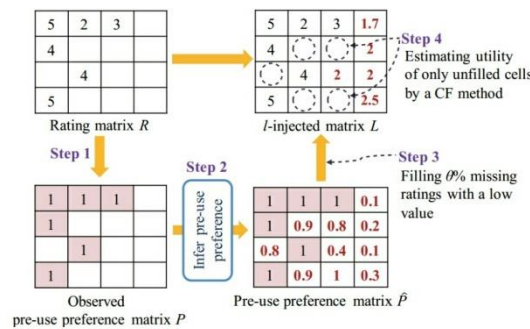 5 2 3
4
4
5
Rating matrix R
5 2 3 1.7
4 2
4 2 2
5 2.5
l-injected matrix L
Step 4
Estimating utility
of only unfilled cells
by a CF method
Step 1
Step 2
Step 3
Filling θ% missing
ratings with a low
value
1 1 1
1
1
1
Observed
pre-use preference matrix P
Infer pre-use
preference
1 1 1 0.1
1 0.9 0.8 0.2
0.8 1 0.4 0.1
1 0.9 1 0.3
Pre-use preference matrix P̂